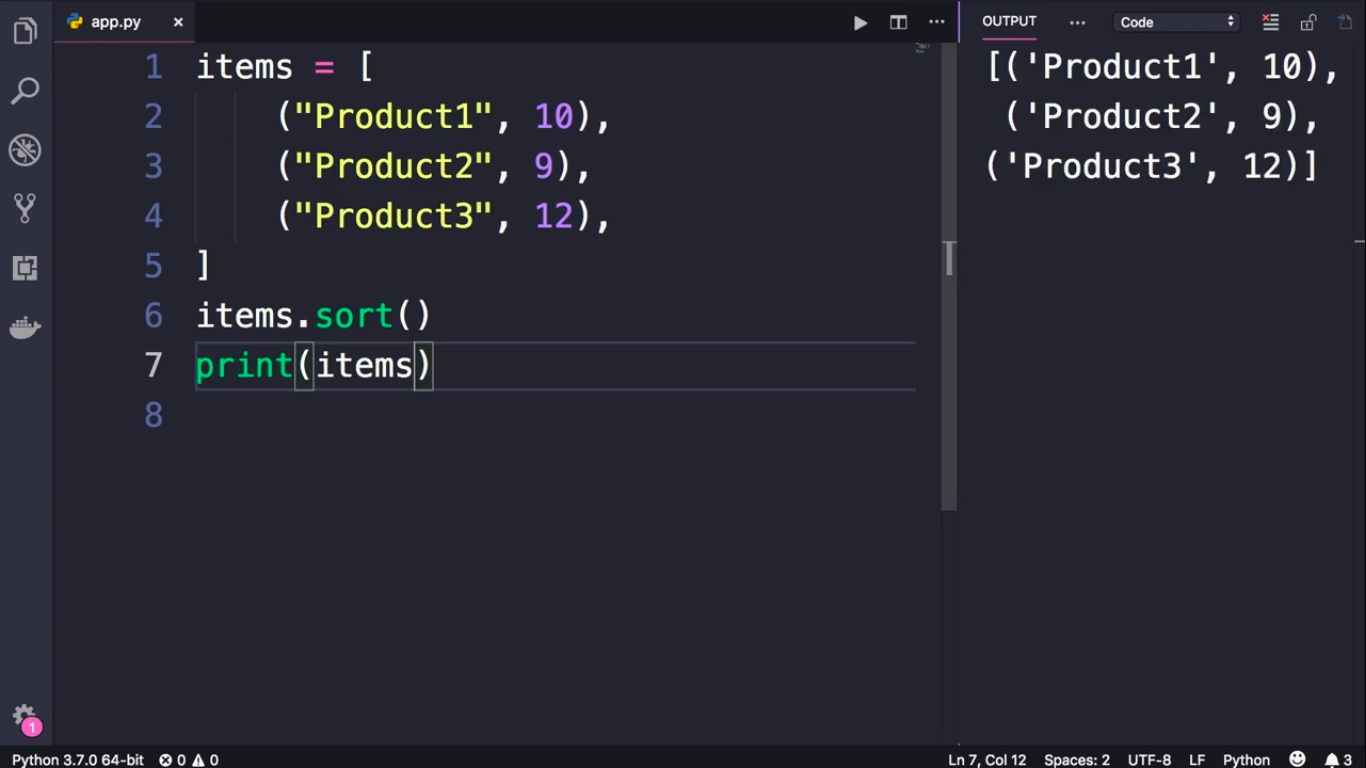 app.py
OUTPUT
Code
1 items = [
2 ("Product1", 10),
3 ("Product2", 9),
4 ("Product3", 12),
5 ]
6 items.sort()
7 print(items)
8
[('Product1', 10),
('Product2', 9),
('Product3', 12)]
1
Python 3.7.0 64-bit 0 0 Ln 7, Col 12 Spaces: 2 UTF-8 LF Python 3